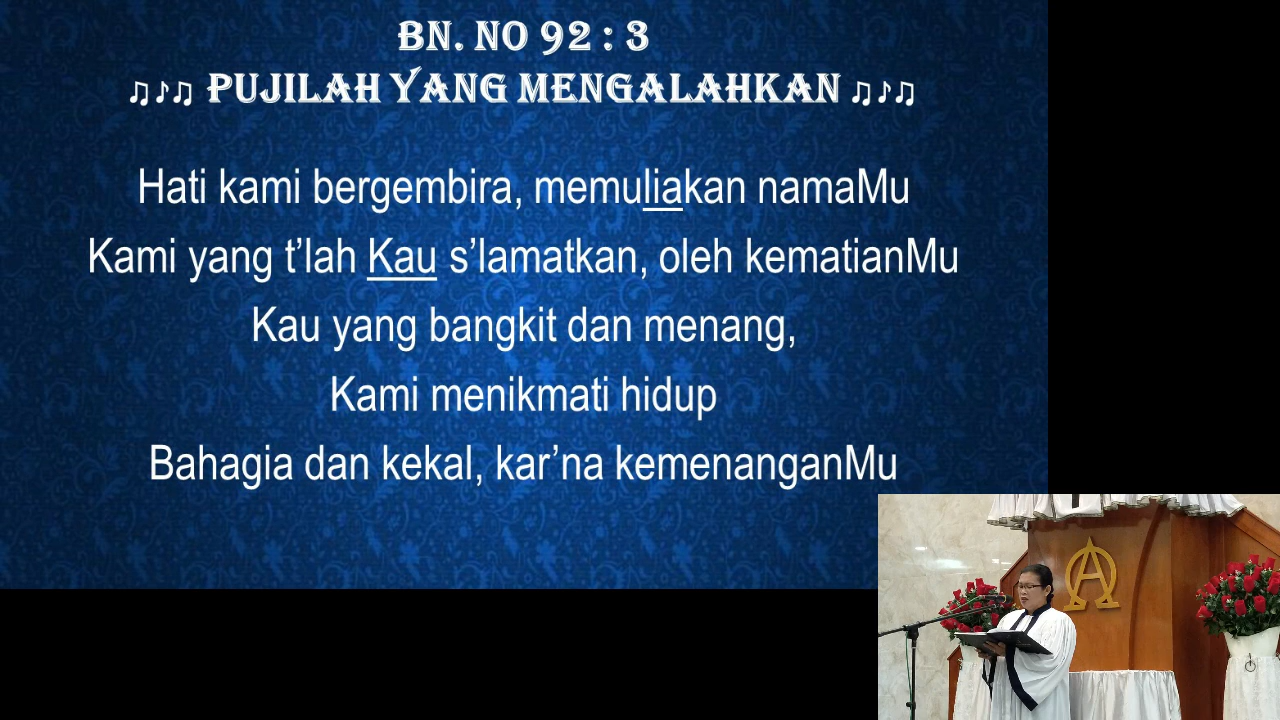 BN. NO 92 : 3
♫♪♫ PUJILAH YANG MENGALAHKAN ♫♪♫
Hati kami bergembira, memuliakan namaMu
Kami yang t’lah Kau s’lamatkan, oleh kematianMu
Kau yang bangkit dan menang,
Kami menikmati hidup
Bahagia dan kekal, kar’na kemenanganMu